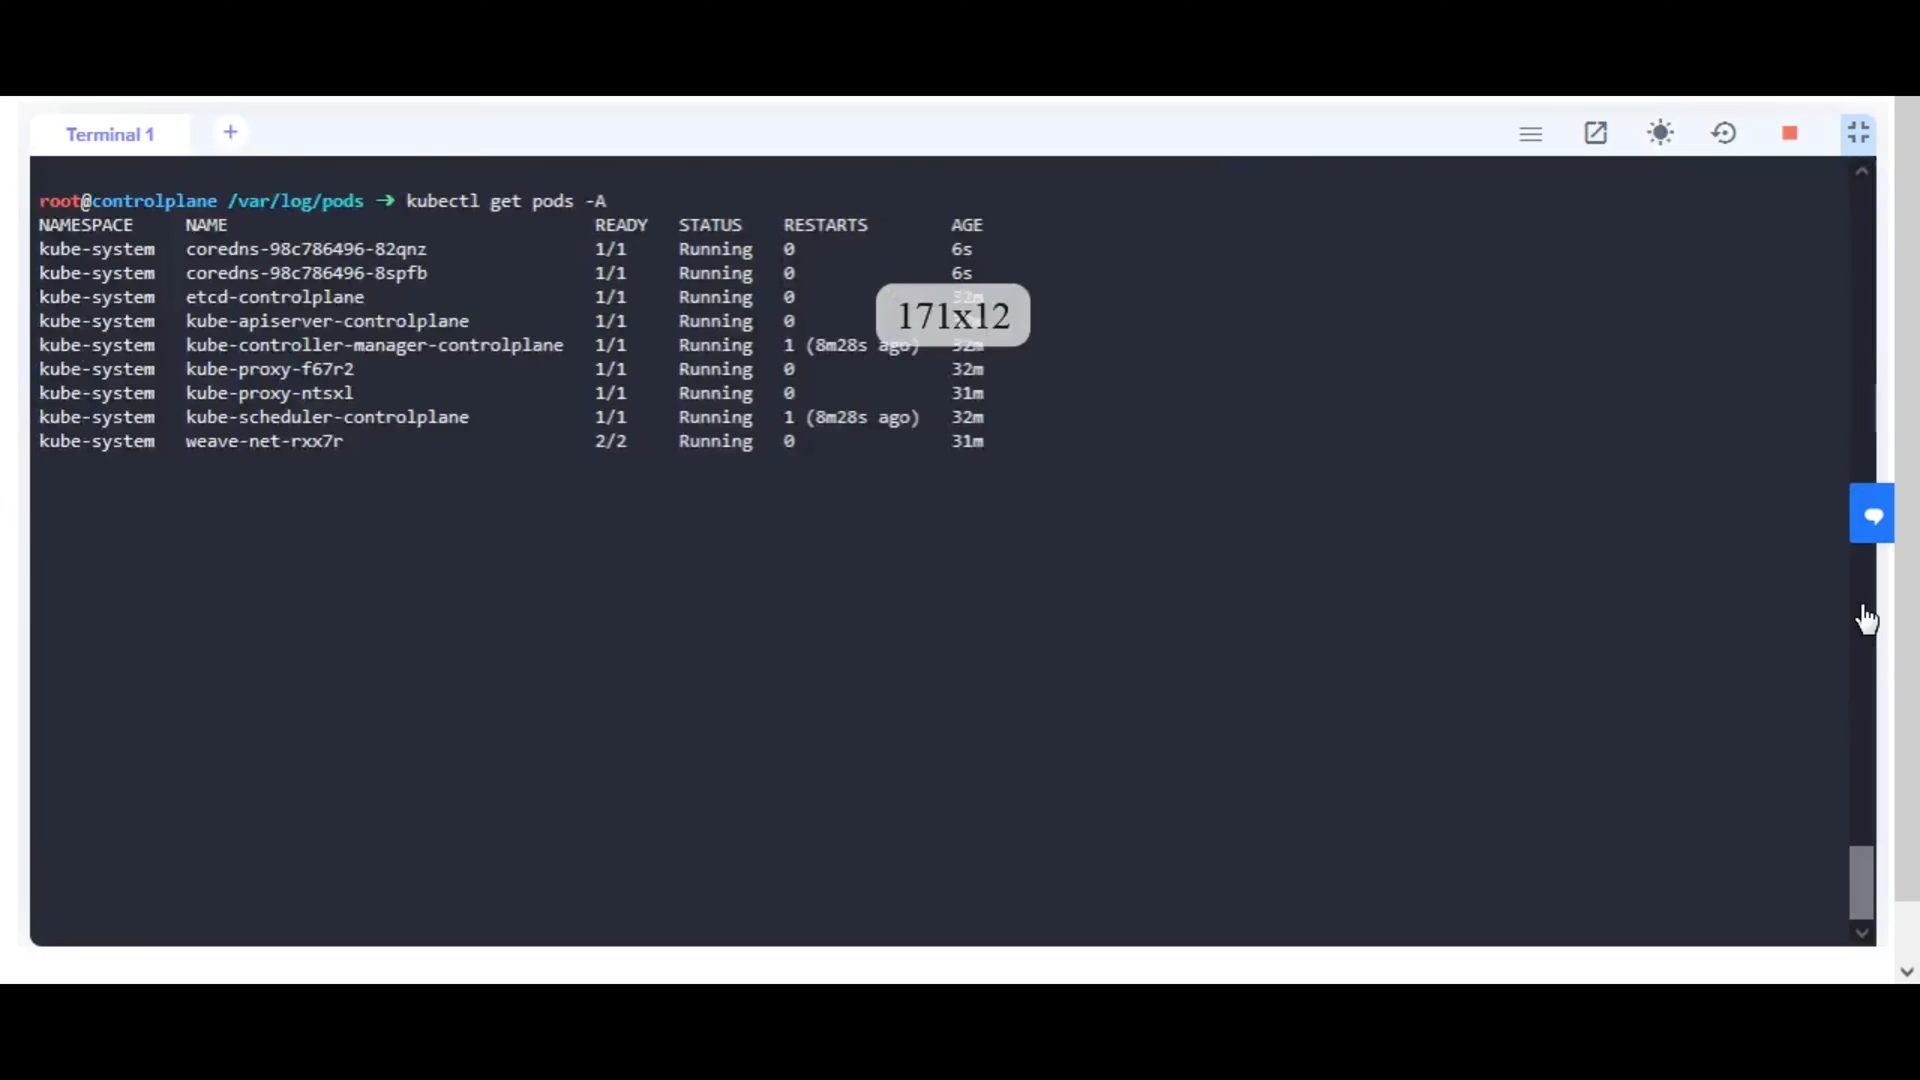 Terminal 1 +
root@controlplane /var/log/pods ➜ kubectl get pods -A
NAMESPACE NAME READY STATUS RESTARTS AGE
kube-system coredns-98c786496-82qnz 1/1 Running 0 6s
kube-system coredns-98c786496-8spfb 1/1 Running 0 6s
kube-system etcd-controlplane 1/1 Running 0 32m
171x12
kube-system kube-apiserver-controlplane 1/1 Running 0
kube-system kube-controller-manager-controlplane 1/1 Running 1 (8m28s ago) 32m
kube-system kube-proxy-f67r2 1/1 Running 0 32m
kube-system kube-proxy-ntsxl 1/1 Running 0 31m
kube-system kube-scheduler-controlplane 1/1 Running 1 (8m28s ago) 32m
kube-system weave-net-rxx7r 2/2 Running 0 31m